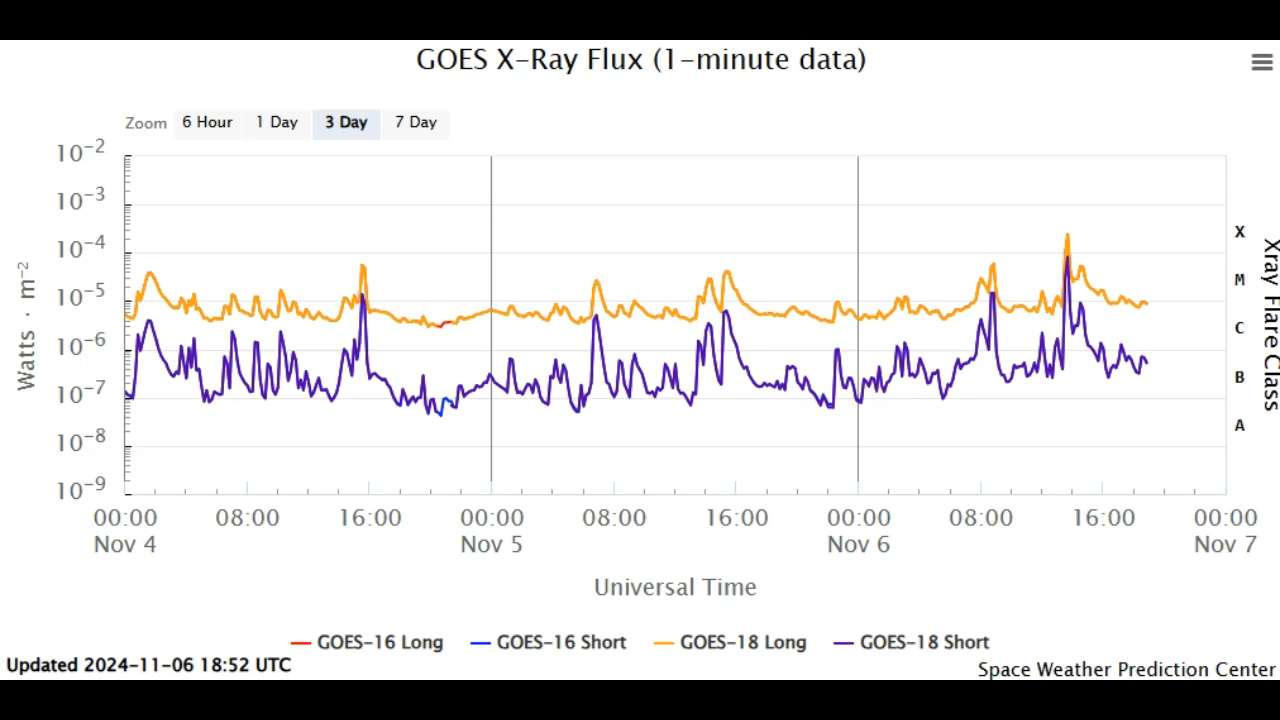 GOES X-Ray Flux (1-minute data)
Zoom 6 Hour 1 Day 3 Day 7 Day
10⁻²
10⁻³
10⁻⁴
10⁻⁵
10⁻⁶
10⁻⁷
10⁻⁸
10⁻⁹
Watts · m⁻²
X
M
C
B
A
Xray Flare Class
00:00 08:00 16:00 00:00 08:00 16:00 00:00 08:00 16:00 00:00
Nov 4 Nov 5 Nov 6 Nov 7
Universal Time
GOES-16 Long GOES-16 Short GOES-18 Long GOES-18 Short
Updated 2024-11-06 18:52 UTC
Space Weather Prediction Center